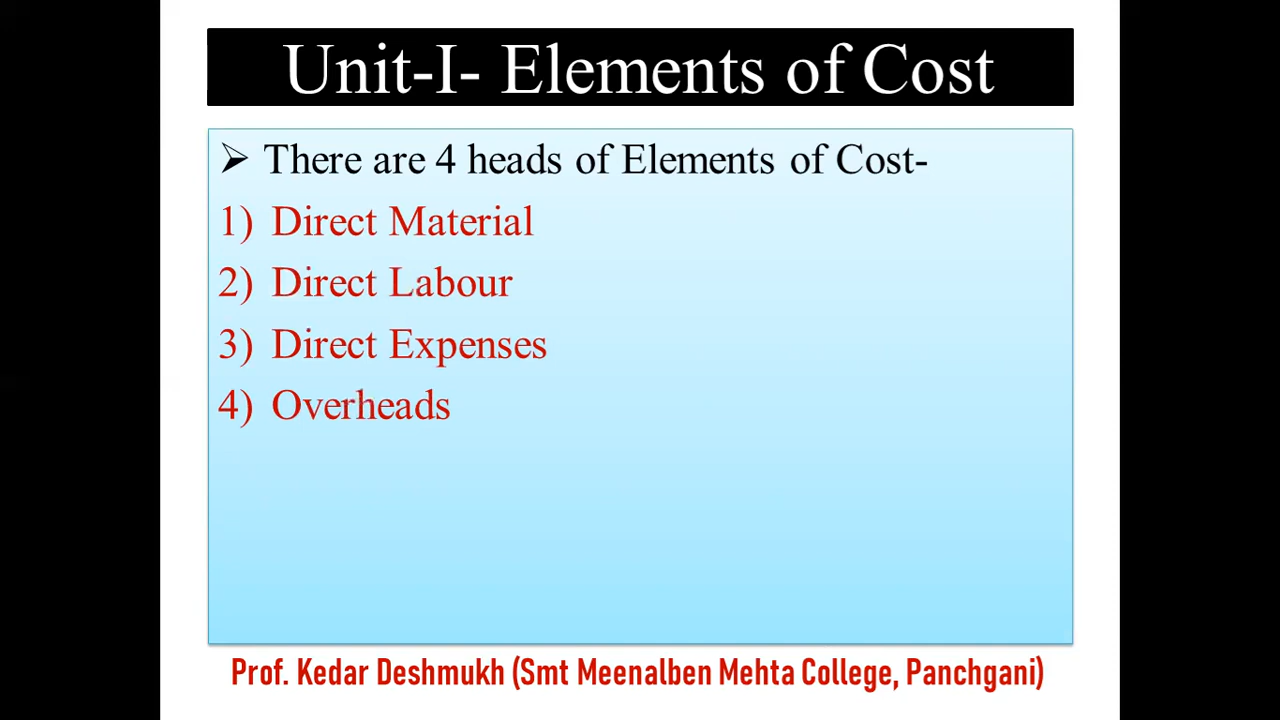 Unit-I- Elements of Cost
➢ There are 4 heads of Elements of Cost-
1) Direct Material
2) Direct Labour
3) Direct Expenses
4) Overheads
Prof. Kedar Deshmukh (Smt Meenalben Mehta College, Panchgani)